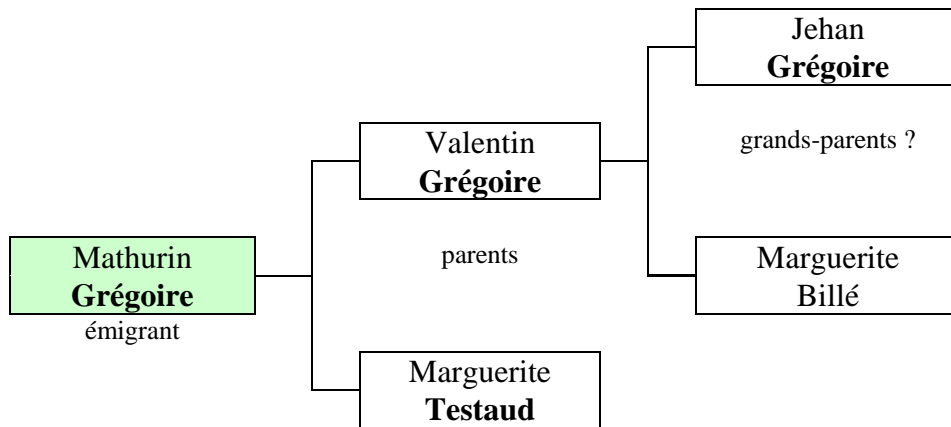 Jehan
Grégoire
grands-parents ?
Valentin
Grégoire
parents
Mathurin
Grégoire
émigrant
Marguerite
Billé
Marguerite
Testaud